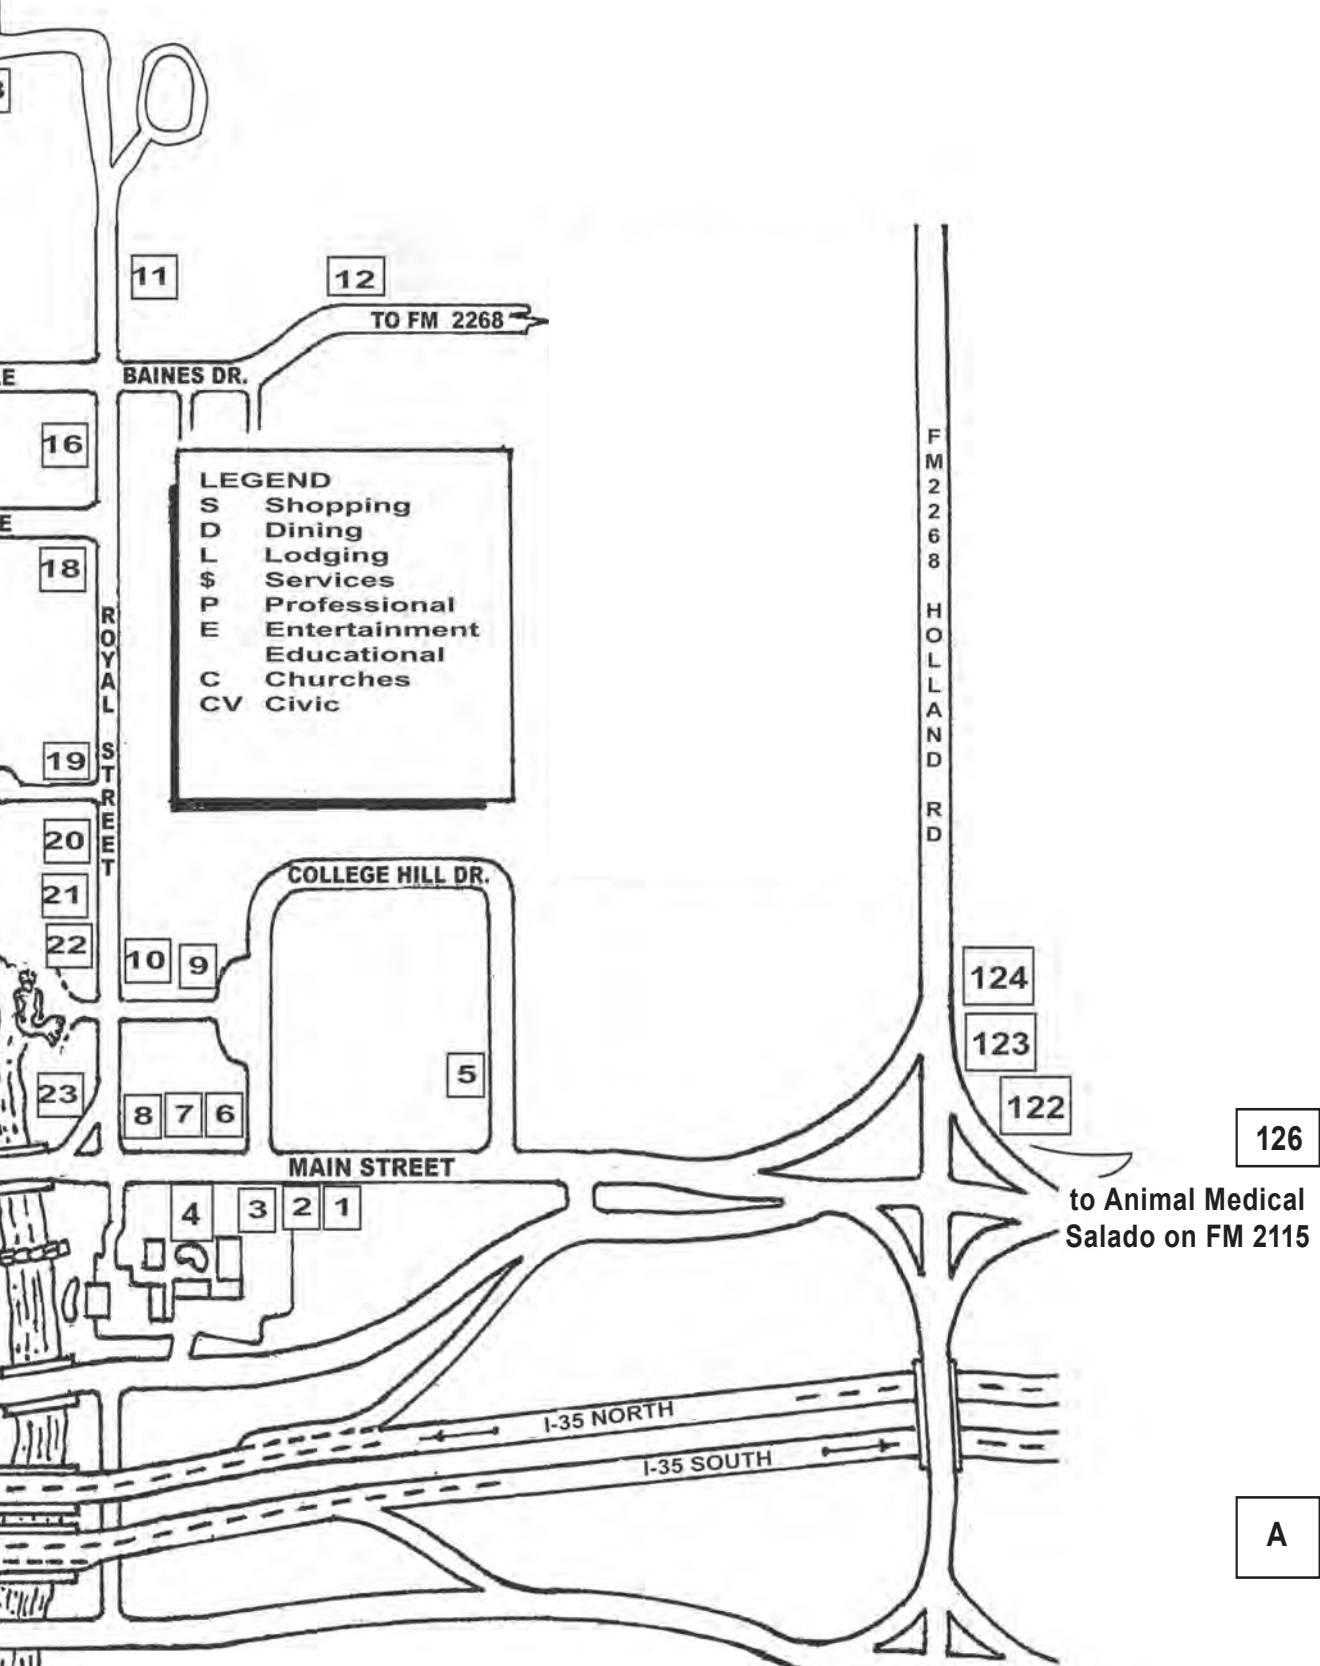 11
12
TO FM 2268
E
BAINES DR.
16
LEGEND
S Shopping
D Dining
L Lodging
$ Services
P Professional
E Entertainment
Educational
C Churches
CV Civic
E
18
ROYAL STREET
19
20
21
22
10
9
COLLEGE HILL DR.
FM2268 HOLLAND RD
124
123
122
126
5
23
8
7
6
MAIN STREET
4
3
2
1
to Animal Medical
Salado on FM 2115
I-35 NORTH
I-35 SOUTH
A